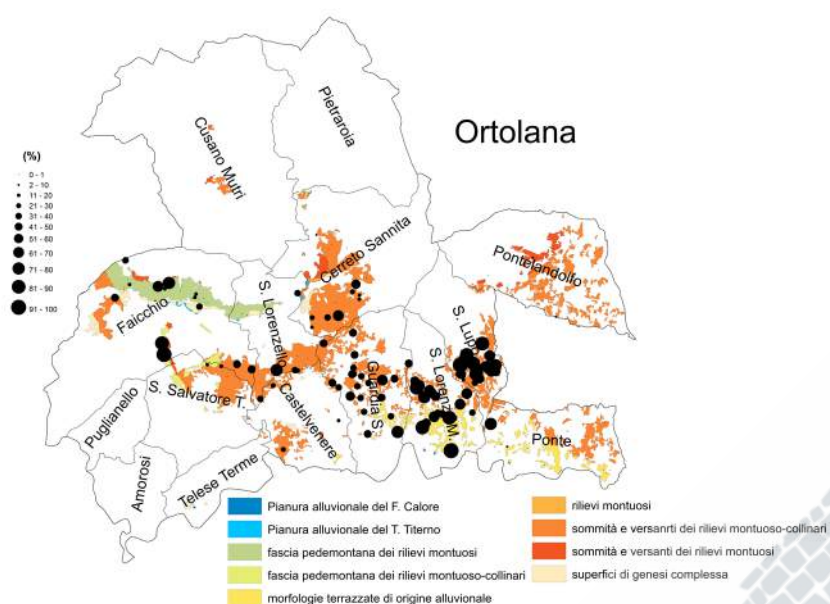 Ortolana
Pietraroia
Cusano Mutri
(%)
0 - 1
2 - 10
11 - 20
21 - 30
31 - 40
41 - 50
51 - 60
61 - 70
71 - 80
81 - 90
91 - 100
Cerreto Sannita
Pontelandolfo
Faicchio
S. Lorenzello
S. Lupo
Guardia S.
S. Lorenzo M.
S. Salvatore T.
Castelvenere
Puglianello
Ponte
Amorosi
Telese Terme
Pianura alluvionale del F. Calore
Pianura alluvionale del T. Titerno
fascia pedemontana dei rilievi montuosi
fascia pedemontana dei rilievi montuoso-collinari
morfologie terrazzate di origine alluvionale
rilievi montuosi
sommità e versanrti dei rilievi montuoso-collinari
sommità e versanti dei rilievi montuosi
superfici di genesi complessa